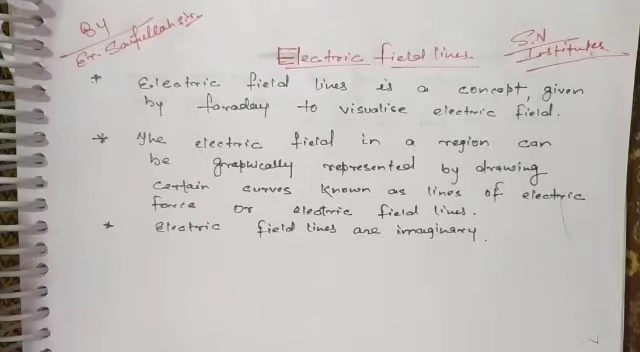 By
Er. Saifullah sir
S.N
Institutes
Electric field lines.
* Electric field lines is a concept, given
by faraday to visualise electric field.
* The electric field in a region can
be graphically represented by drawing
certain curves known as lines of electric
force or electric field lines.
* Electric field lines are imaginary.